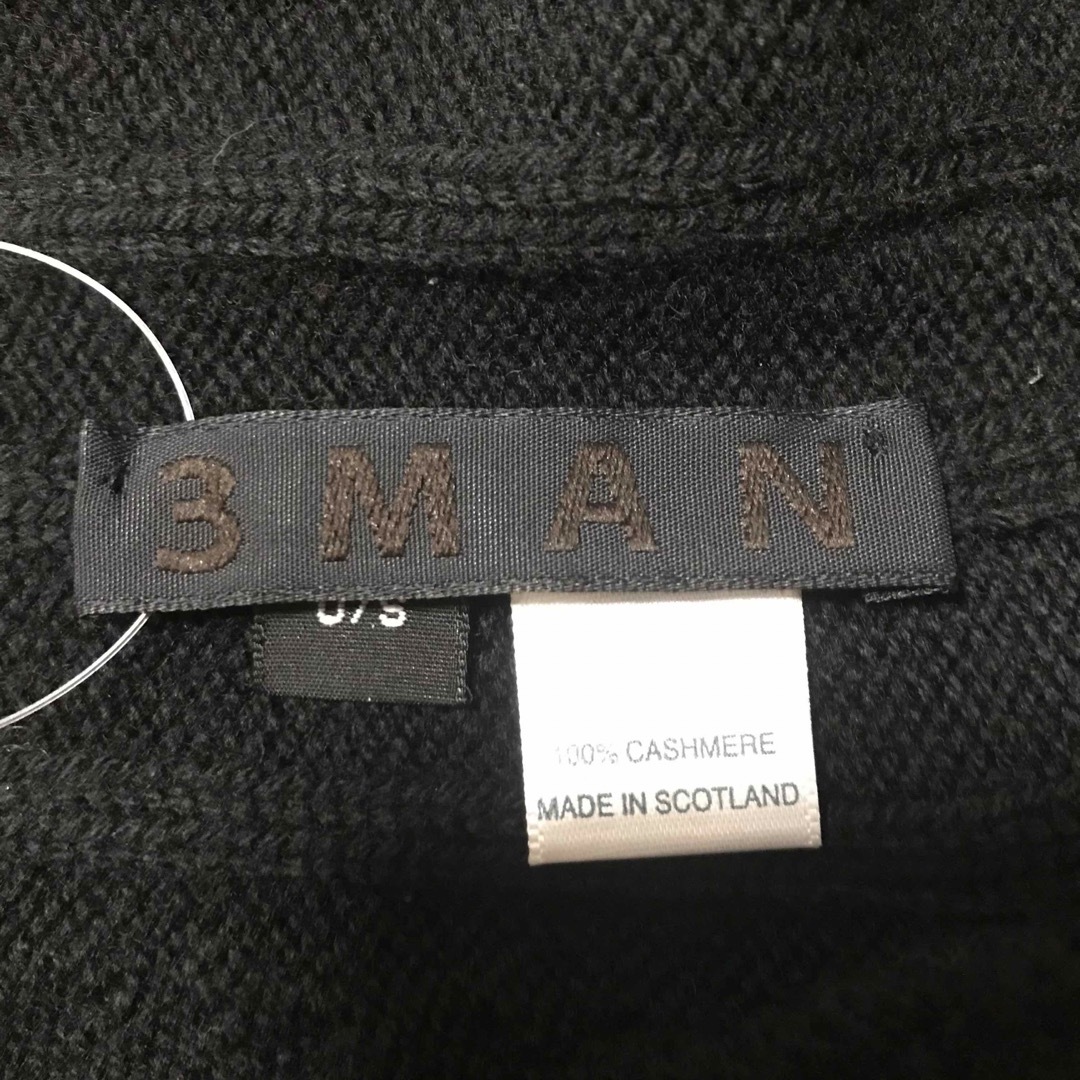 3MAN
O/S
100% CASHMERE
MADE IN SCOTLAND